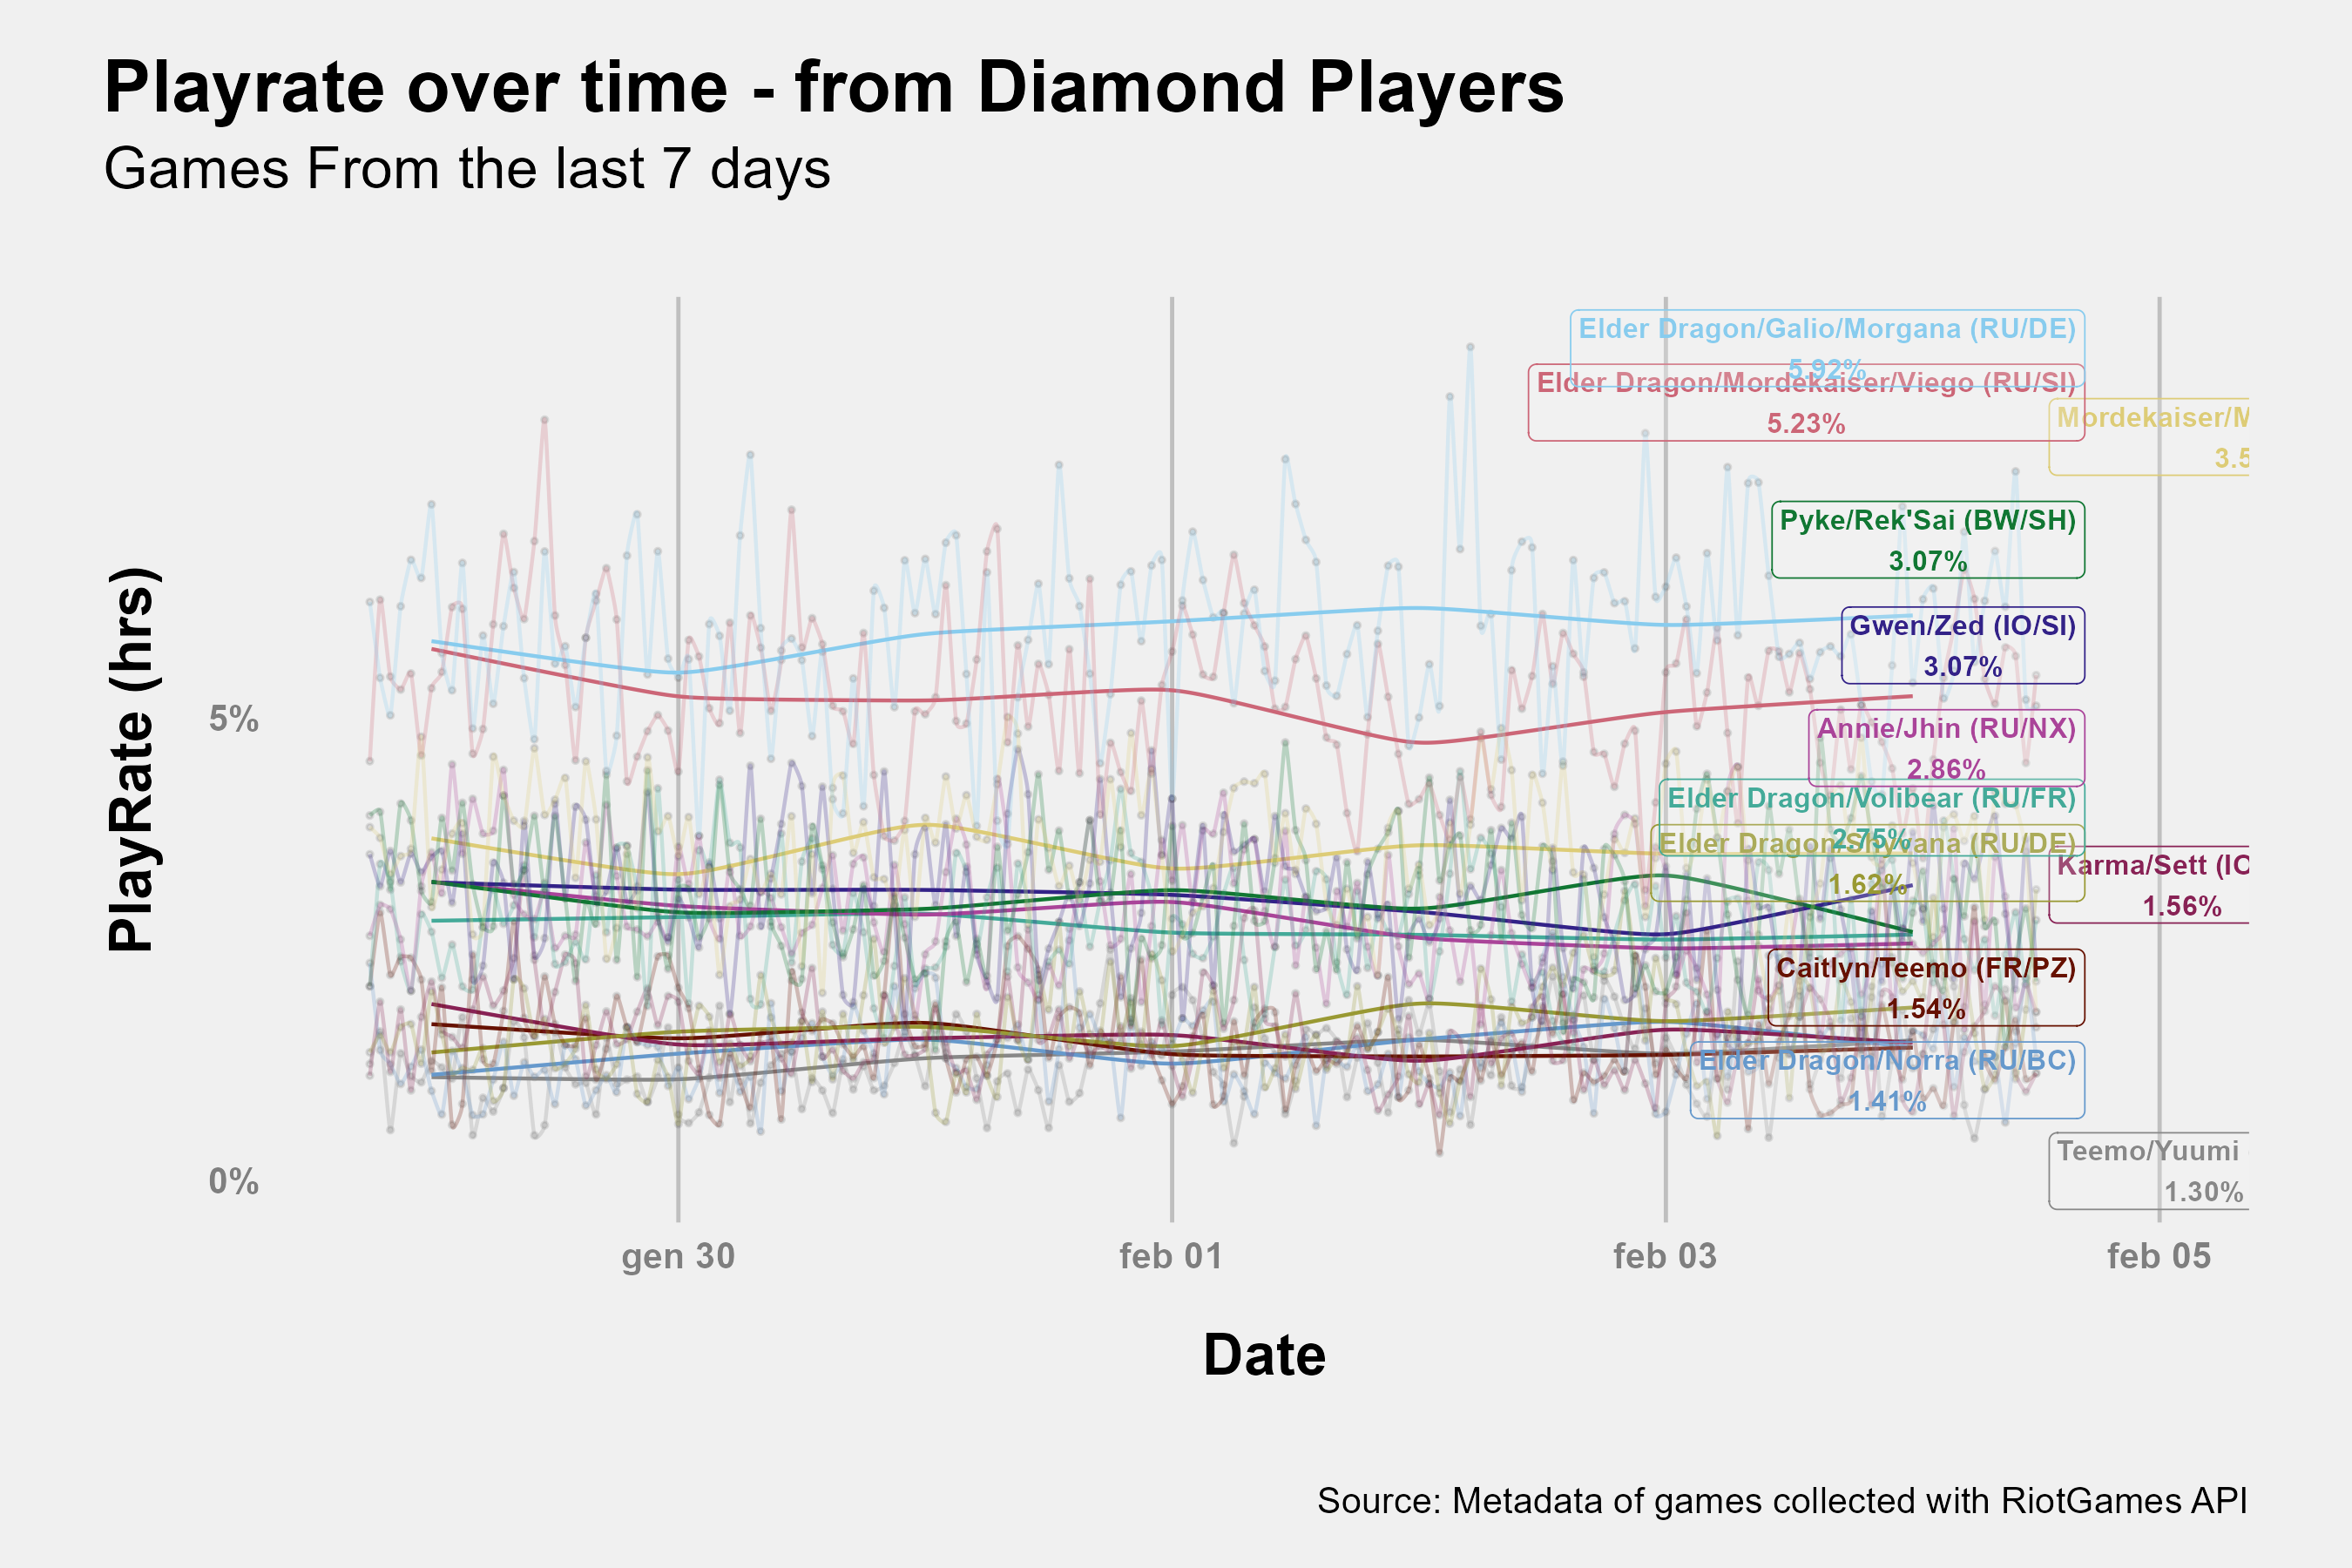 Playrate over time - from Diamond Players
Games From the last 7 days
PlayRate (hrs)
5%
0%
Elder Dragon/Galio/Morgana (RU/DE)
5.92%
Elder Dragon/Mordekaiser/Viego (RU/SI)
5.23%
Mordekaiser/M
3.5
Pyke/Rek'Sai (BW/SH)
3.07%
Gwen/Zed (IO/SI)
3.07%
Annie/Jhin (RU/NX)
2.86%
Elder Dragon/Volibear (RU/FR)
2.75%
Elder Dragon/Shyvana (RU/DE)
1.62%
Karma/Sett (IO
1.56%
Caitlyn/Teemo (FR/PZ)
1.54%
Elder Dragon/Norra (RU/BC)
1.41%
Teemo/Yuumi
1.30%
gen 30
feb 01
feb 03
feb 05
Date
Source: Metadata of games collected with RiotGames API